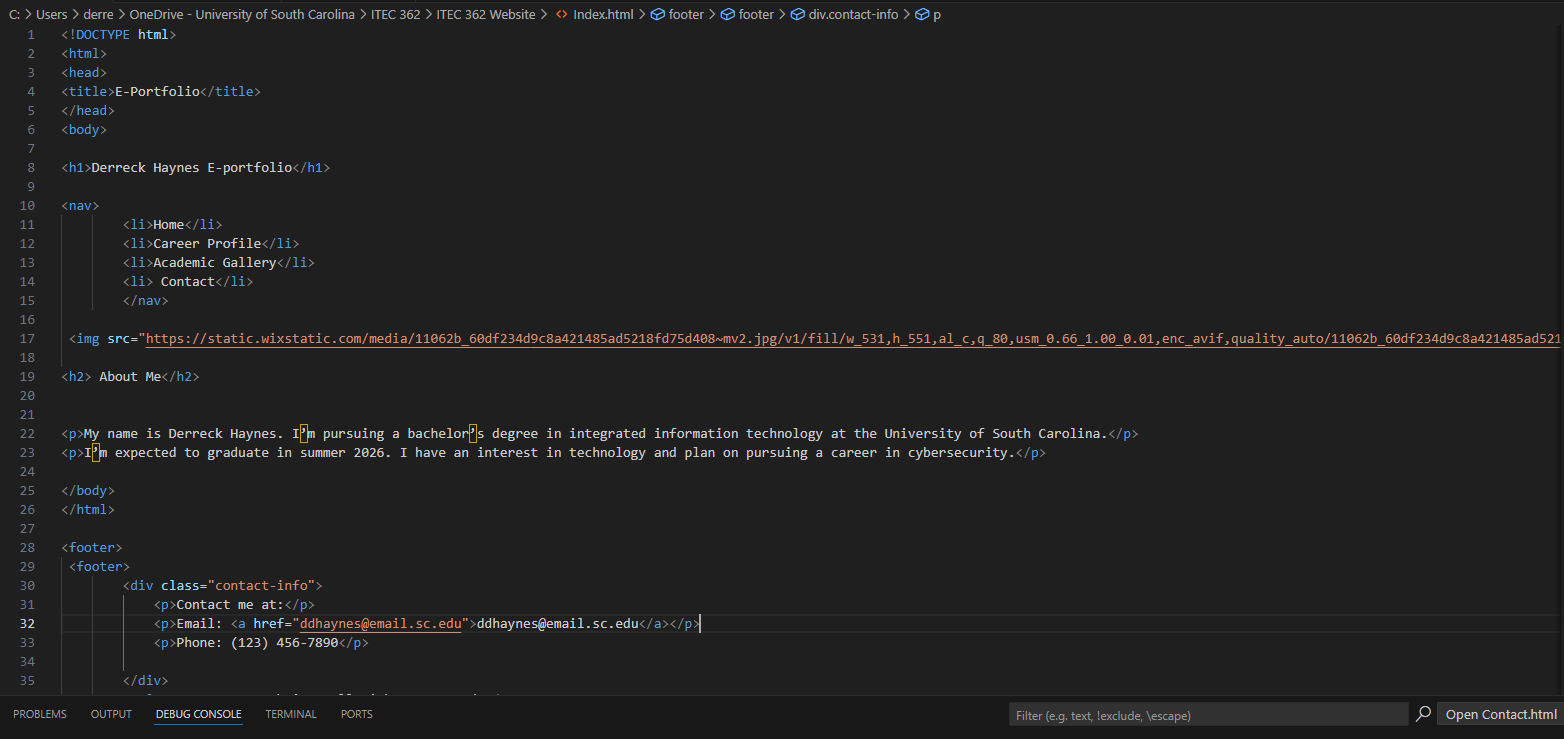 C: > Users > derre > OneDrive - University of South Carolina > ITEC 362 > ITEC 362 Website > <> Index.html > footer > footer > div.contact-info > p
1 <!DOCTYPE html>
2 <html>
3 <head>
4 <title>E-Portfolio</title>
5 </head>
6 <body>
7
8 <h1>Derreck Haynes E-portfolio</h1>
9
10 <nav>
11 <li>Home</li>
12 <li>Career Profile</li>
13 <li>Academic Gallery</li>
14 <li> Contact</li>
15 </nav>
16
17 <img src="https://static.wixstatic.com/media/11062b_60df234d9c8a421485ad5218fd75d408~mv2.jpg/v1/fill/w_531,h_551,al_c,q_80,usm_0.66_1.00_0.01,enc_avif,quality_auto/11062b_60df234d9c8a421485ad521
18
19 <h2> About Me</h2>
20
21
22 <p>My name is Derreck Haynes. I’m pursuing a bachelor’s degree in integrated information technology at the University of South Carolina.</p>
23 <p>I’m expected to graduate in summer 2026. I have an interest in technology and plan on pursuing a career in cybersecurity.</p>
24
25 </body>
26 </html>
27
28 <footer>
29 <footer>
30 <div class="contact-info">
31 <p>Contact me at:</p>
32 <p>Email: <a href="ddhaynes@email.sc.edu">ddhaynes@email.sc.edu</a></p>
33 <p>Phone: (123) 456-7890</p>
34
35 </div>
PROBLEMS OUTPUT DEBUG CONSOLE TERMINAL PORTS Filter (e.g. text, !exclude, \escape) Open Contact.html